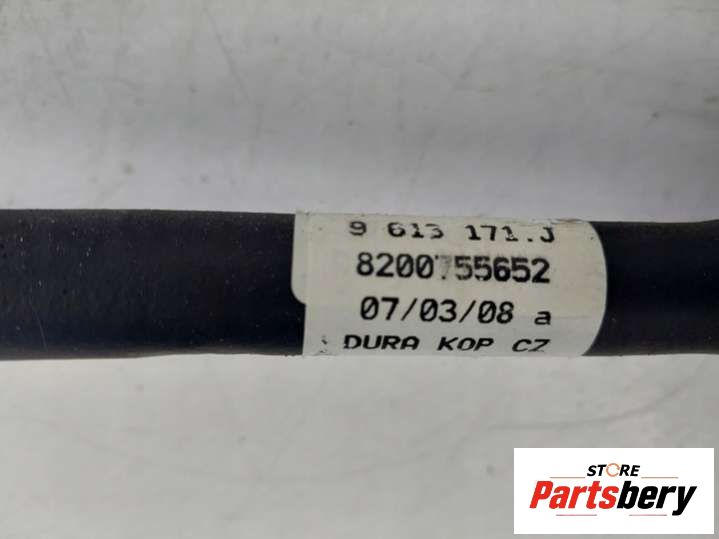 9 613 171.J
8200755652
07/03/08 a
DURA KOP CZ
STORE
Partsbery